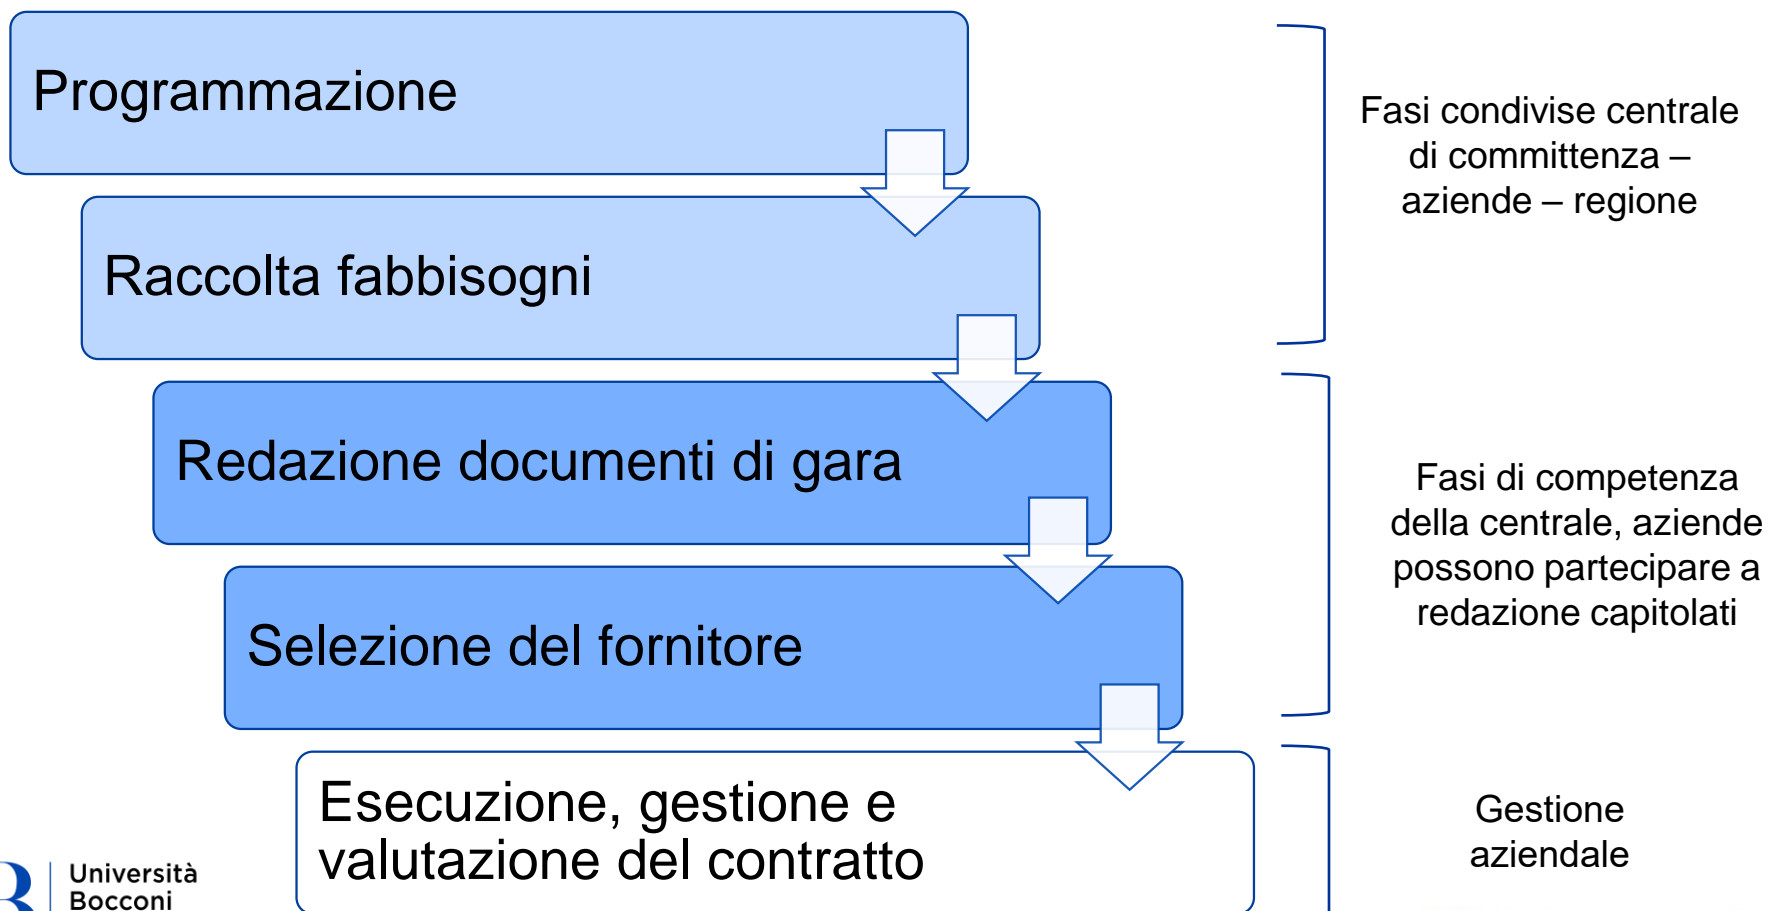 Programmazione
Fasi condivise centrale
di committenza –
aziende – regione
Raccolta fabbisogni
Redazione documenti di gara
Fasi di competenza
della centrale, aziende
possono partecipare a
redazione capitolati
Selezione del fornitore
Esecuzione, gestione e
valutazione del contratto
Gestione
aziendale
Università
Bocconi